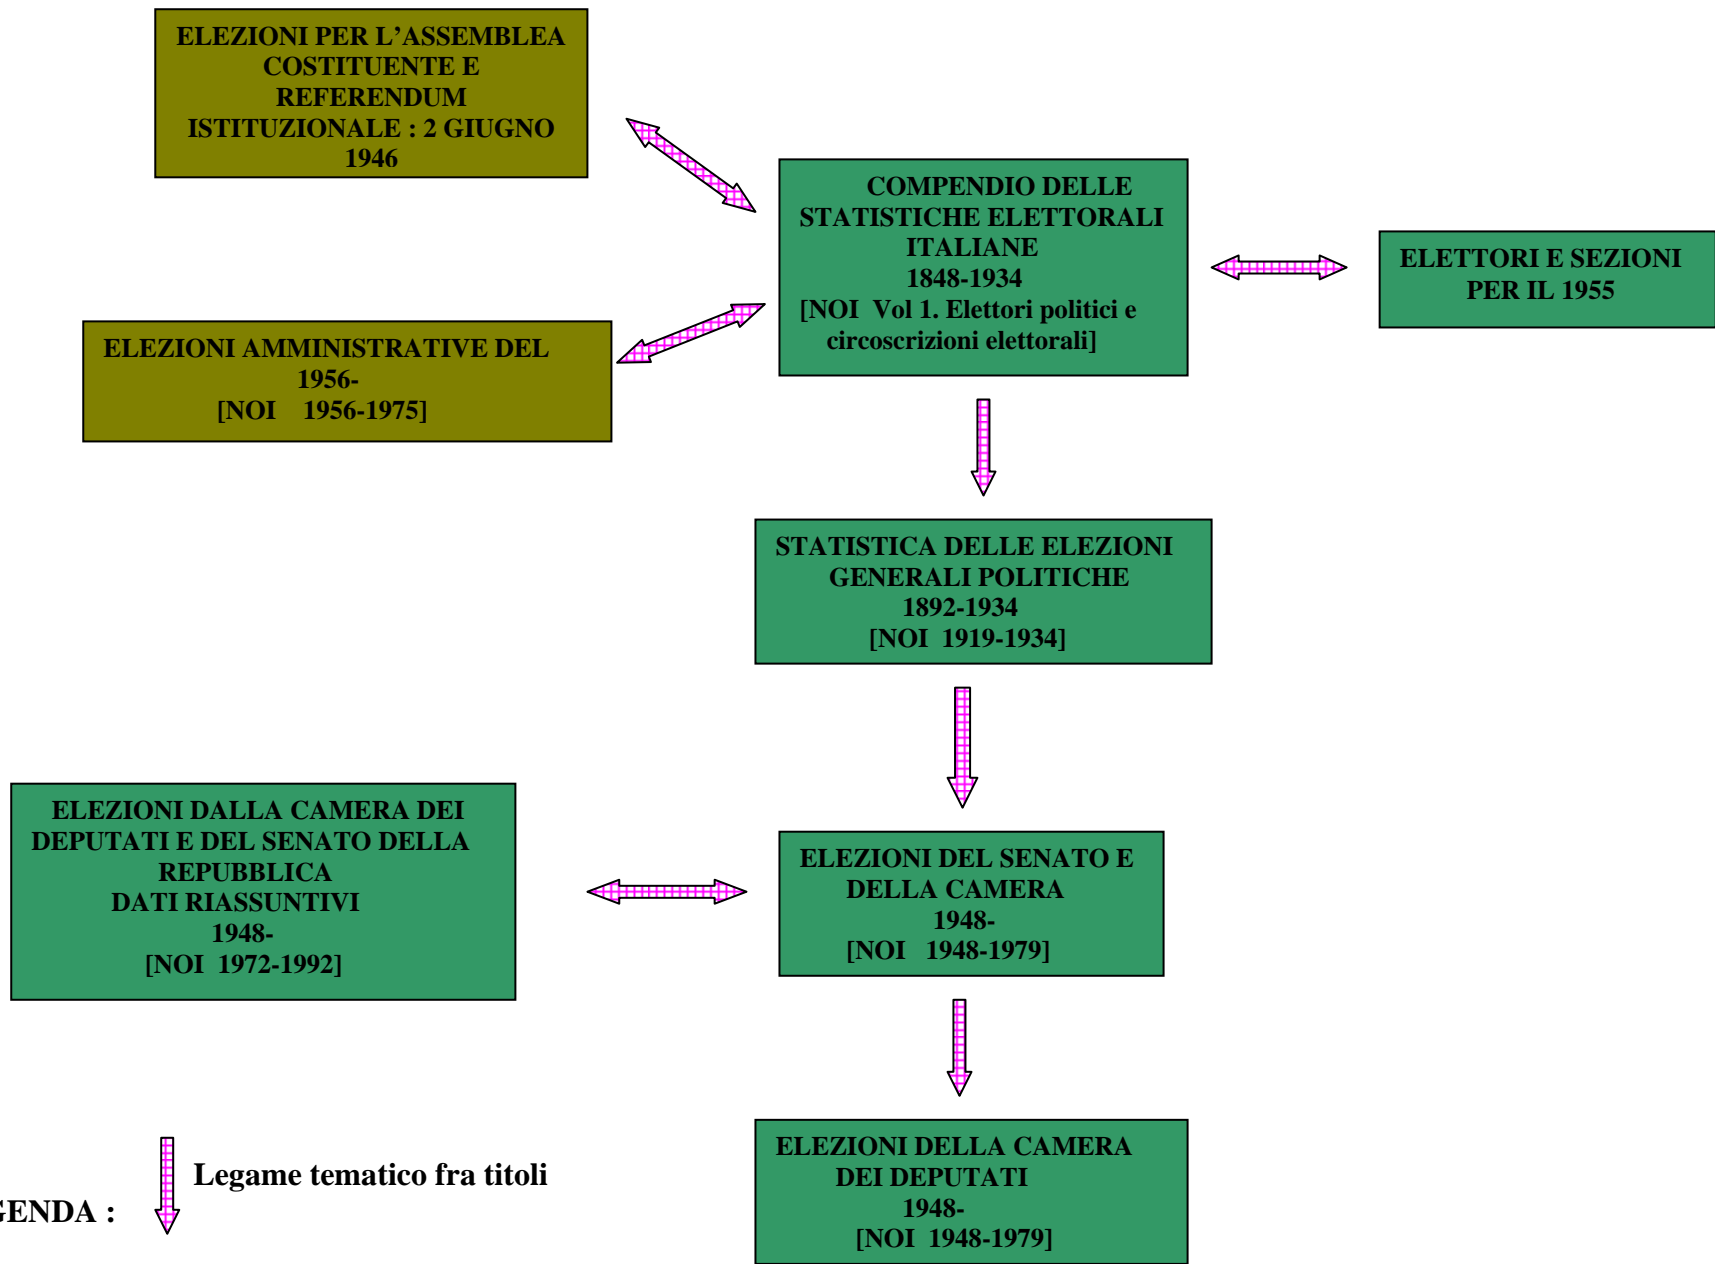 ELEZIONI PER L'ASSEMBLEA
COSTITUENTE E
REFERENDUM
ISTITUZIONALE : 2 GIUGNO
1946
COMPENDIO DELLE
STATISTICHE ELETTORALI
ITALIANE
1848-1934
[NOI Vol 1. Elettori politici e
circoscrizioni elettorali]
ELETTORI E SEZIONI
PER IL 1955
ELEZIONI AMMINISTRATIVE DEL
1956-
[NOI 1956-1975]
STATISTICA DELLE ELEZIONI
GENERALI POLITICHE
1892-1934
[NOI 1919-1934]
ELEZIONI DALLA CAMERA DEI
DEPUTATI E DEL SENATO DELLA
REPUBBLICA
DATI RIASSUNTIVI
1948-
[NOI 1972-1992]
ELEZIONI DEL SENATO E
DELLA CAMERA
1948-
[NOI 1948-1979]
ELEZIONI DELLA CAMERA
DEI DEPUTATI
1948-
[NOI 1948-1979]
Legame tematico fra titoli
GENDA :